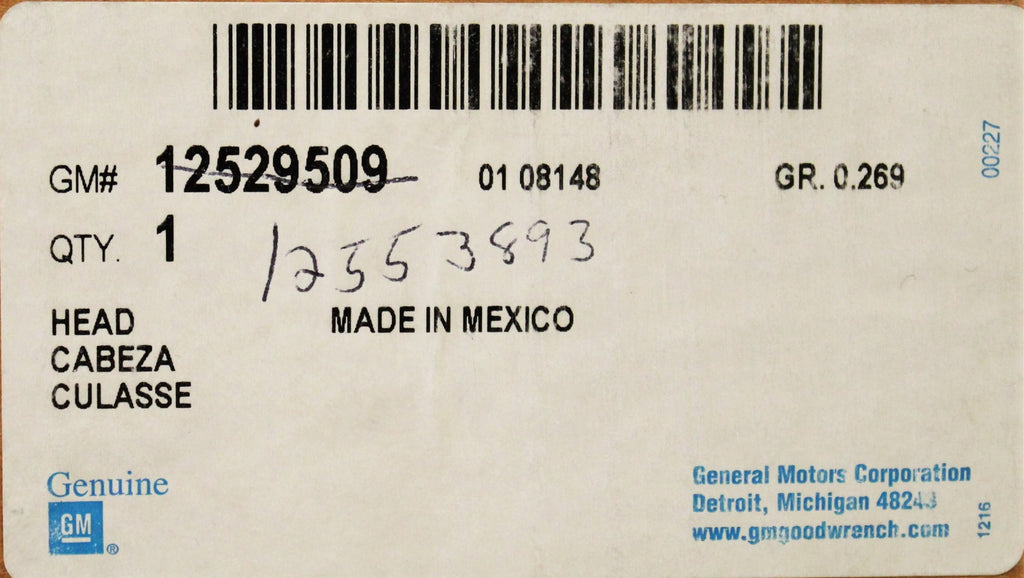 GM# 12529509 01 08148 GR. 0.269
QTY. 1
12553893
HEAD MADE IN MEXICO
CABEZA
CULASSE
00227
Genuine
GM®
General Motors Corporation
Detroit, Michigan 48243
www.gmgoodwrench.com
1216